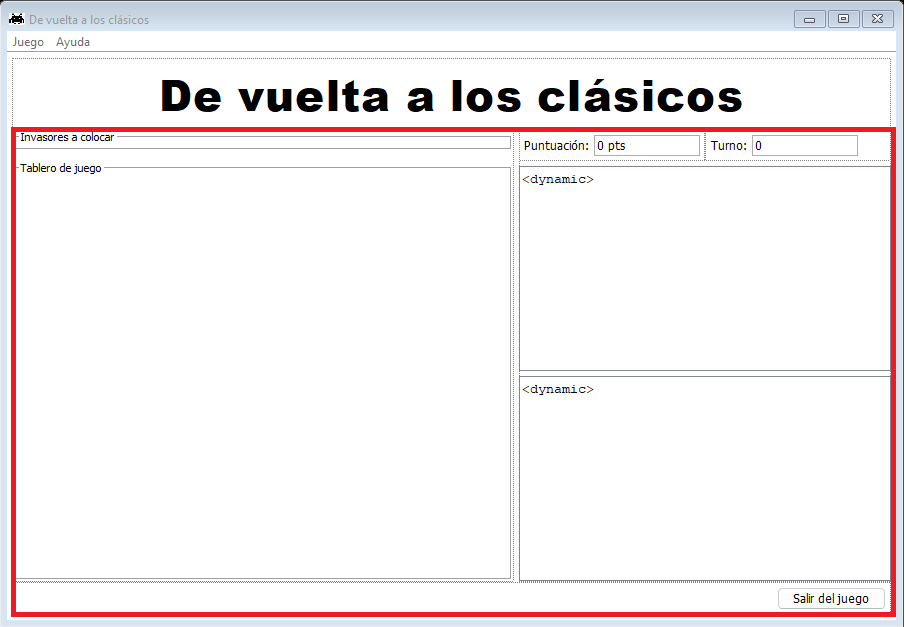 De vuelta a los clásicos
Juego Ayuda
De vuelta a los clásicos
Invasores a colocar
Puntuación: 0 pts Turno: 0
Tablero de juego
<dynamic>
<dynamic>
Salir del juego